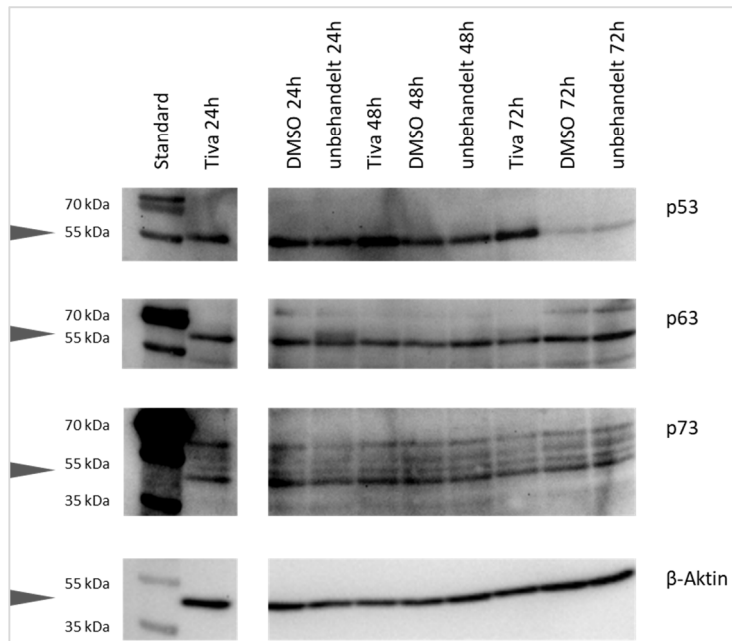 Standard
Tiva 24h
DMSO 24h
unbehandelt 24h
Tiva 48h
DMSO 48h
unbehandelt 48h
Tiva 72h
DMSO 72h
unbehandelt 72h
70 kDa
55 kDa
p53
70 kDa
55 kDa
p63
70 kDa
55 kDa
35 kDa
p73
55 kDa
35 kDa
β-Aktin